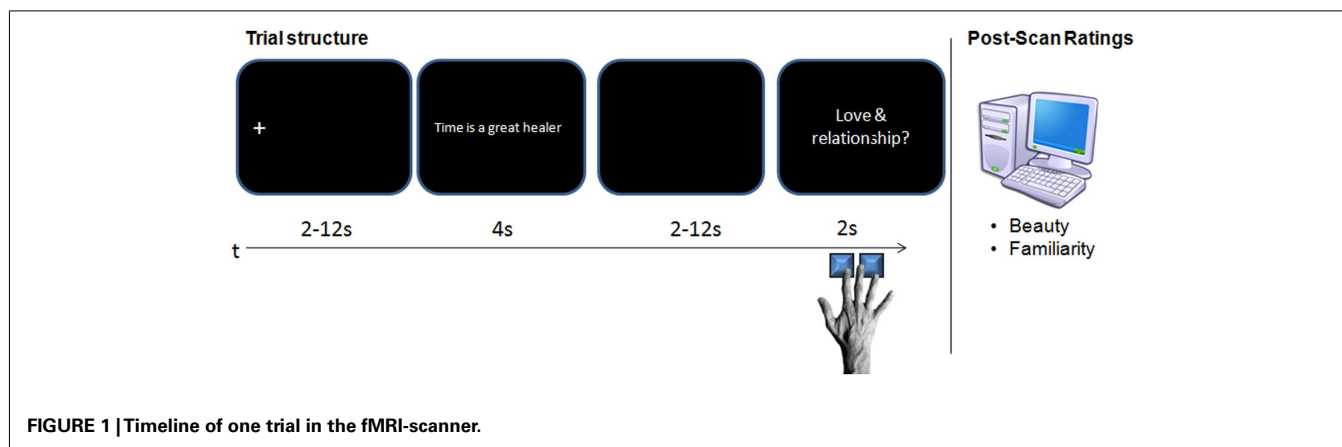 Trial structure
Post-Scan Ratings
+
Time is a great healer
Love &
relationship?
2-12s
4s
2-12s
2s
t
• Beauty
• Familiarity
FIGURE 1 | Timeline of one trial in the fMRI-scanner.